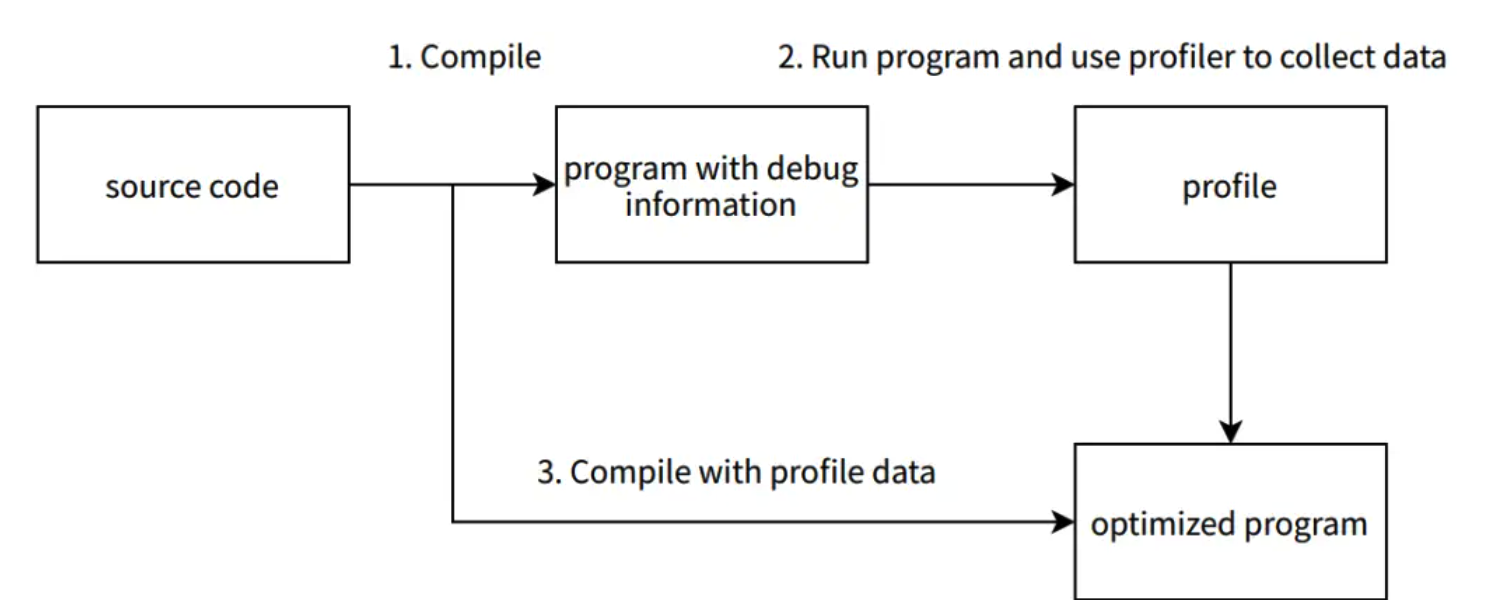 1. Compile
2. Run program and use profiler to collect data
source code
program with debug
information
profile
3. Compile with profile data
optimized program